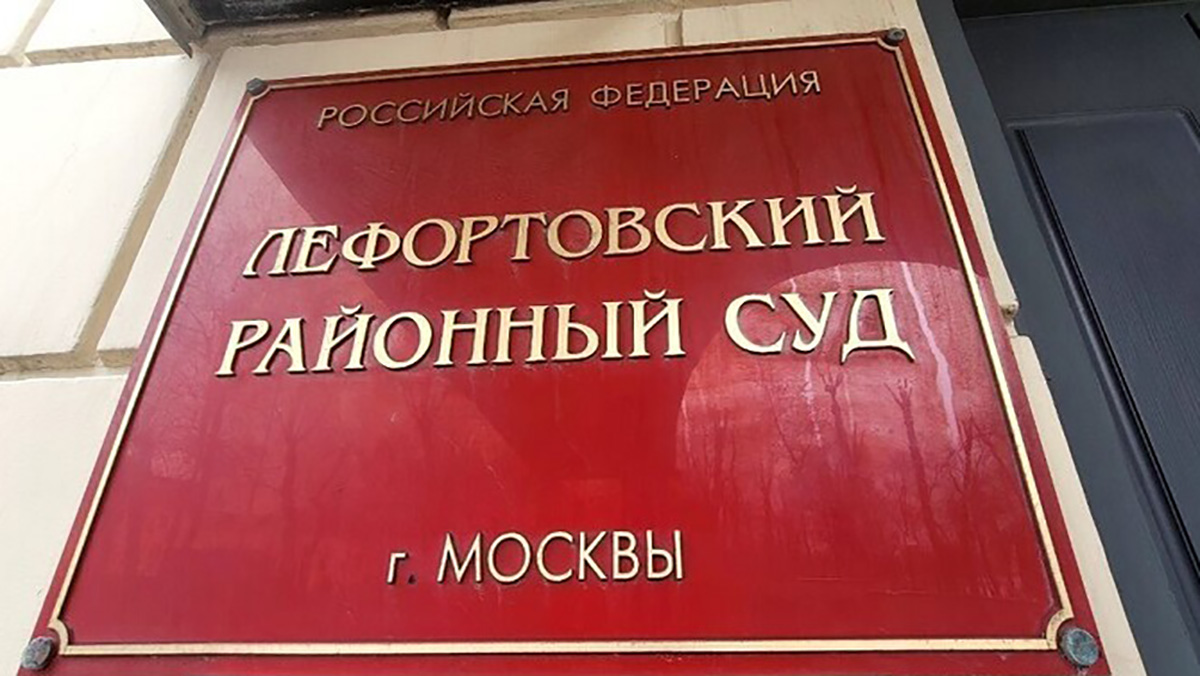 РОССИЙСКАЯ ФЕДЕРАЦИЯ
ЛЕФОРТОВСКИЙ
РАЙОННЫЙ СУД
г. МОСКВЫ